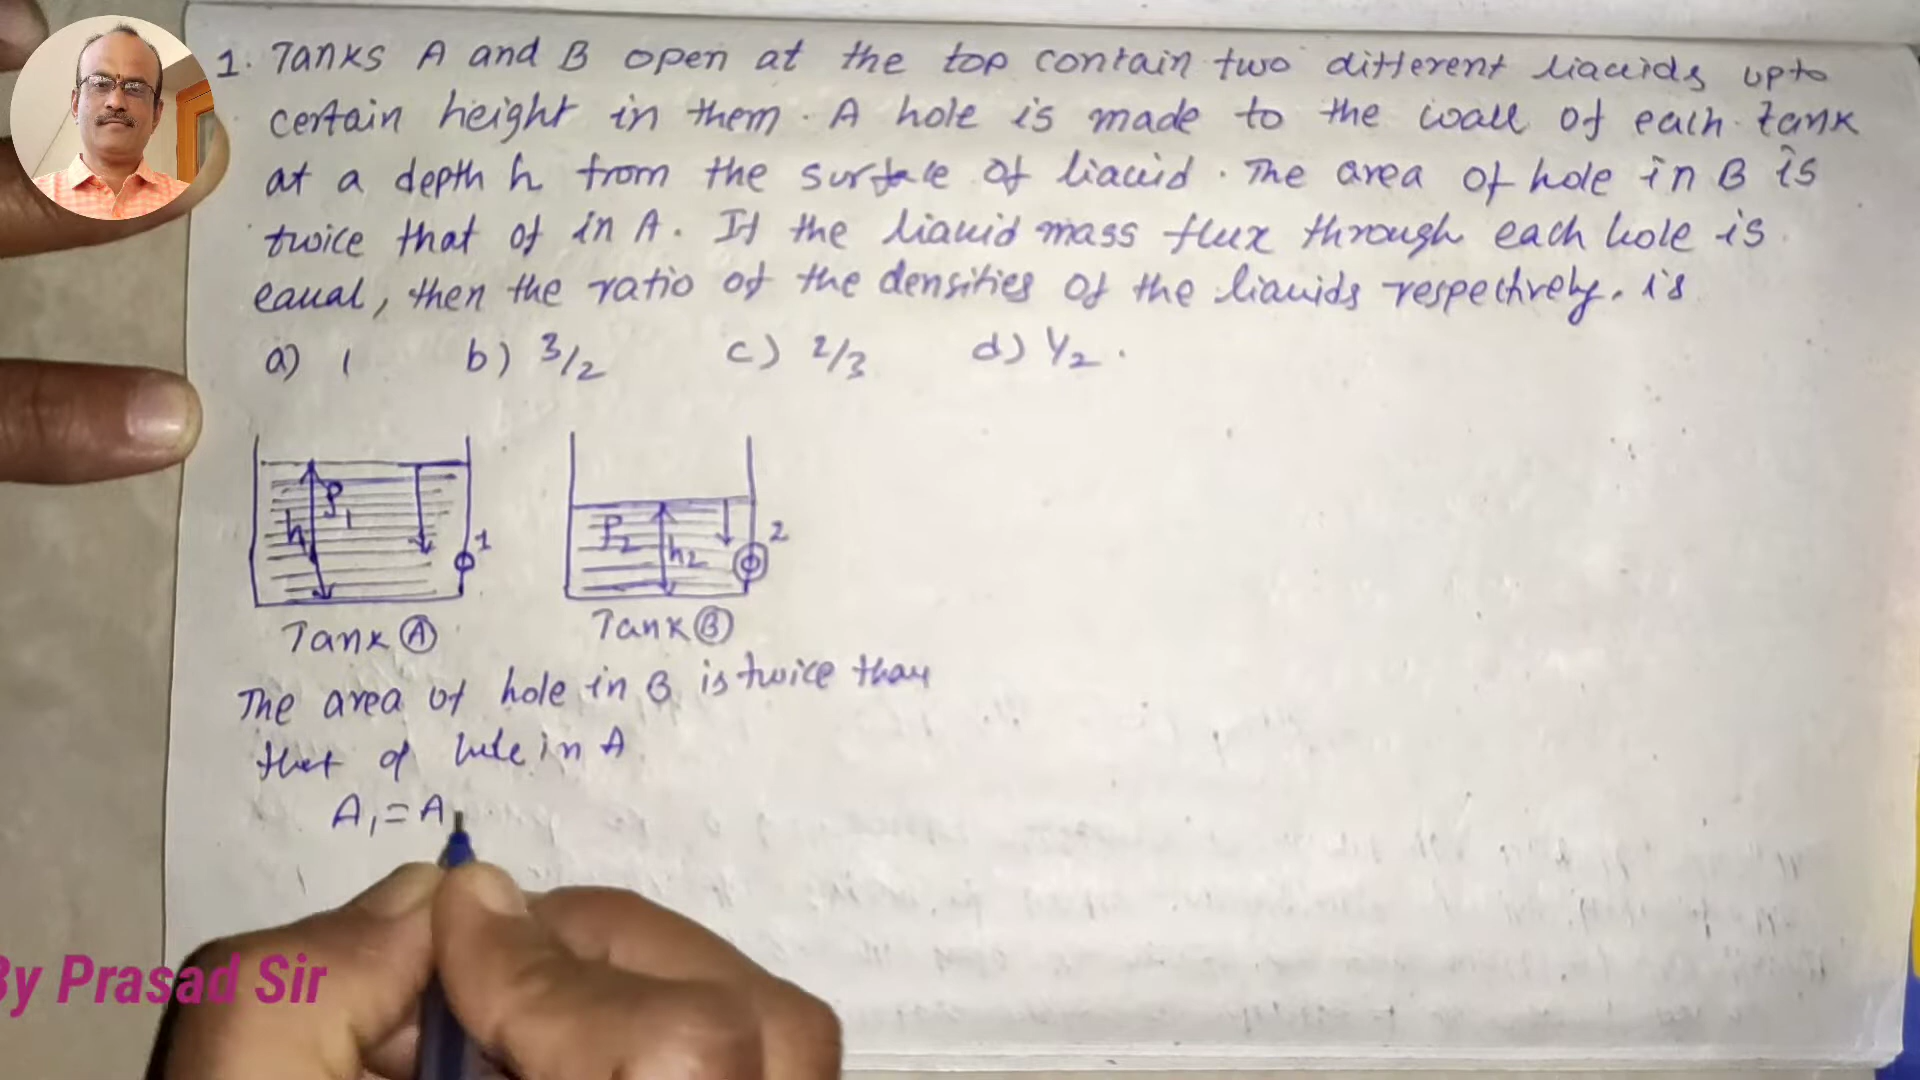 1. Tanks A and B open at the top contain two different liquids upto
certain height in them. A hole is made to the wall of each tank
at a depth h from the surface of liquid. The area of hole in B is
twice that of in A. If the liquid mass flux through each hole is
equal, then the ratio of the densities of the liquids respectively. is
a) 1 b) 3/2 c) 2/3 d) 1/2.
ρ1 h 1
ρ2 h2 2
Tank A Tank B
The area of hole in B is twice than
that of hole in A
A1 = A
By Prasad Sir